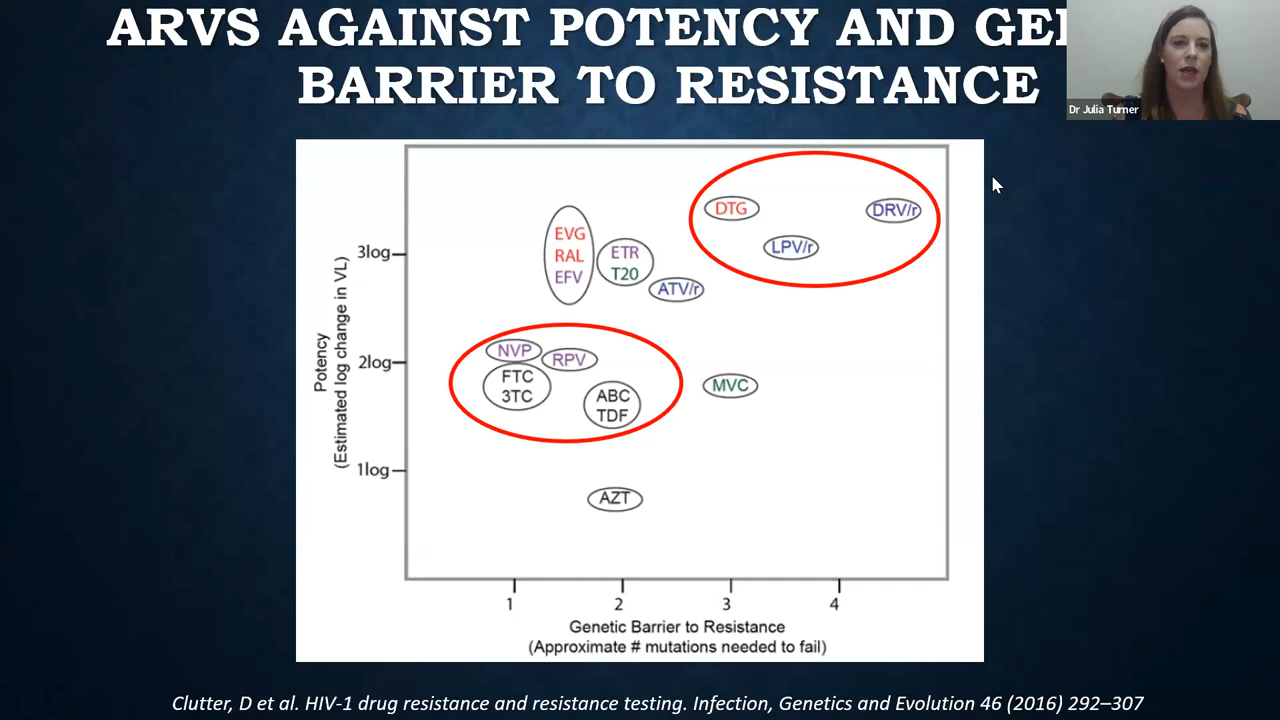 ARVS AGAINST POTENCY AND GE
BARRIER TO RESISTANCE
Dr Julia Turner
DTG
DRV/r
LPV/r
EVG
RAL
EFV
ETR
T20
ATV/r
3log
NVP
RPV
FTC
3TC
ABC
TDF
MVC
2log
1log
AZT
Potency
(Estimated log change in VL)
1
2
3
4
Genetic Barrier to Resistance
(Approximate # mutations needed to fail)
Clutter, D et al. HIV-1 drug resistance and resistance testing. Infection, Genetics and Evolution 46 (2016) 292–307